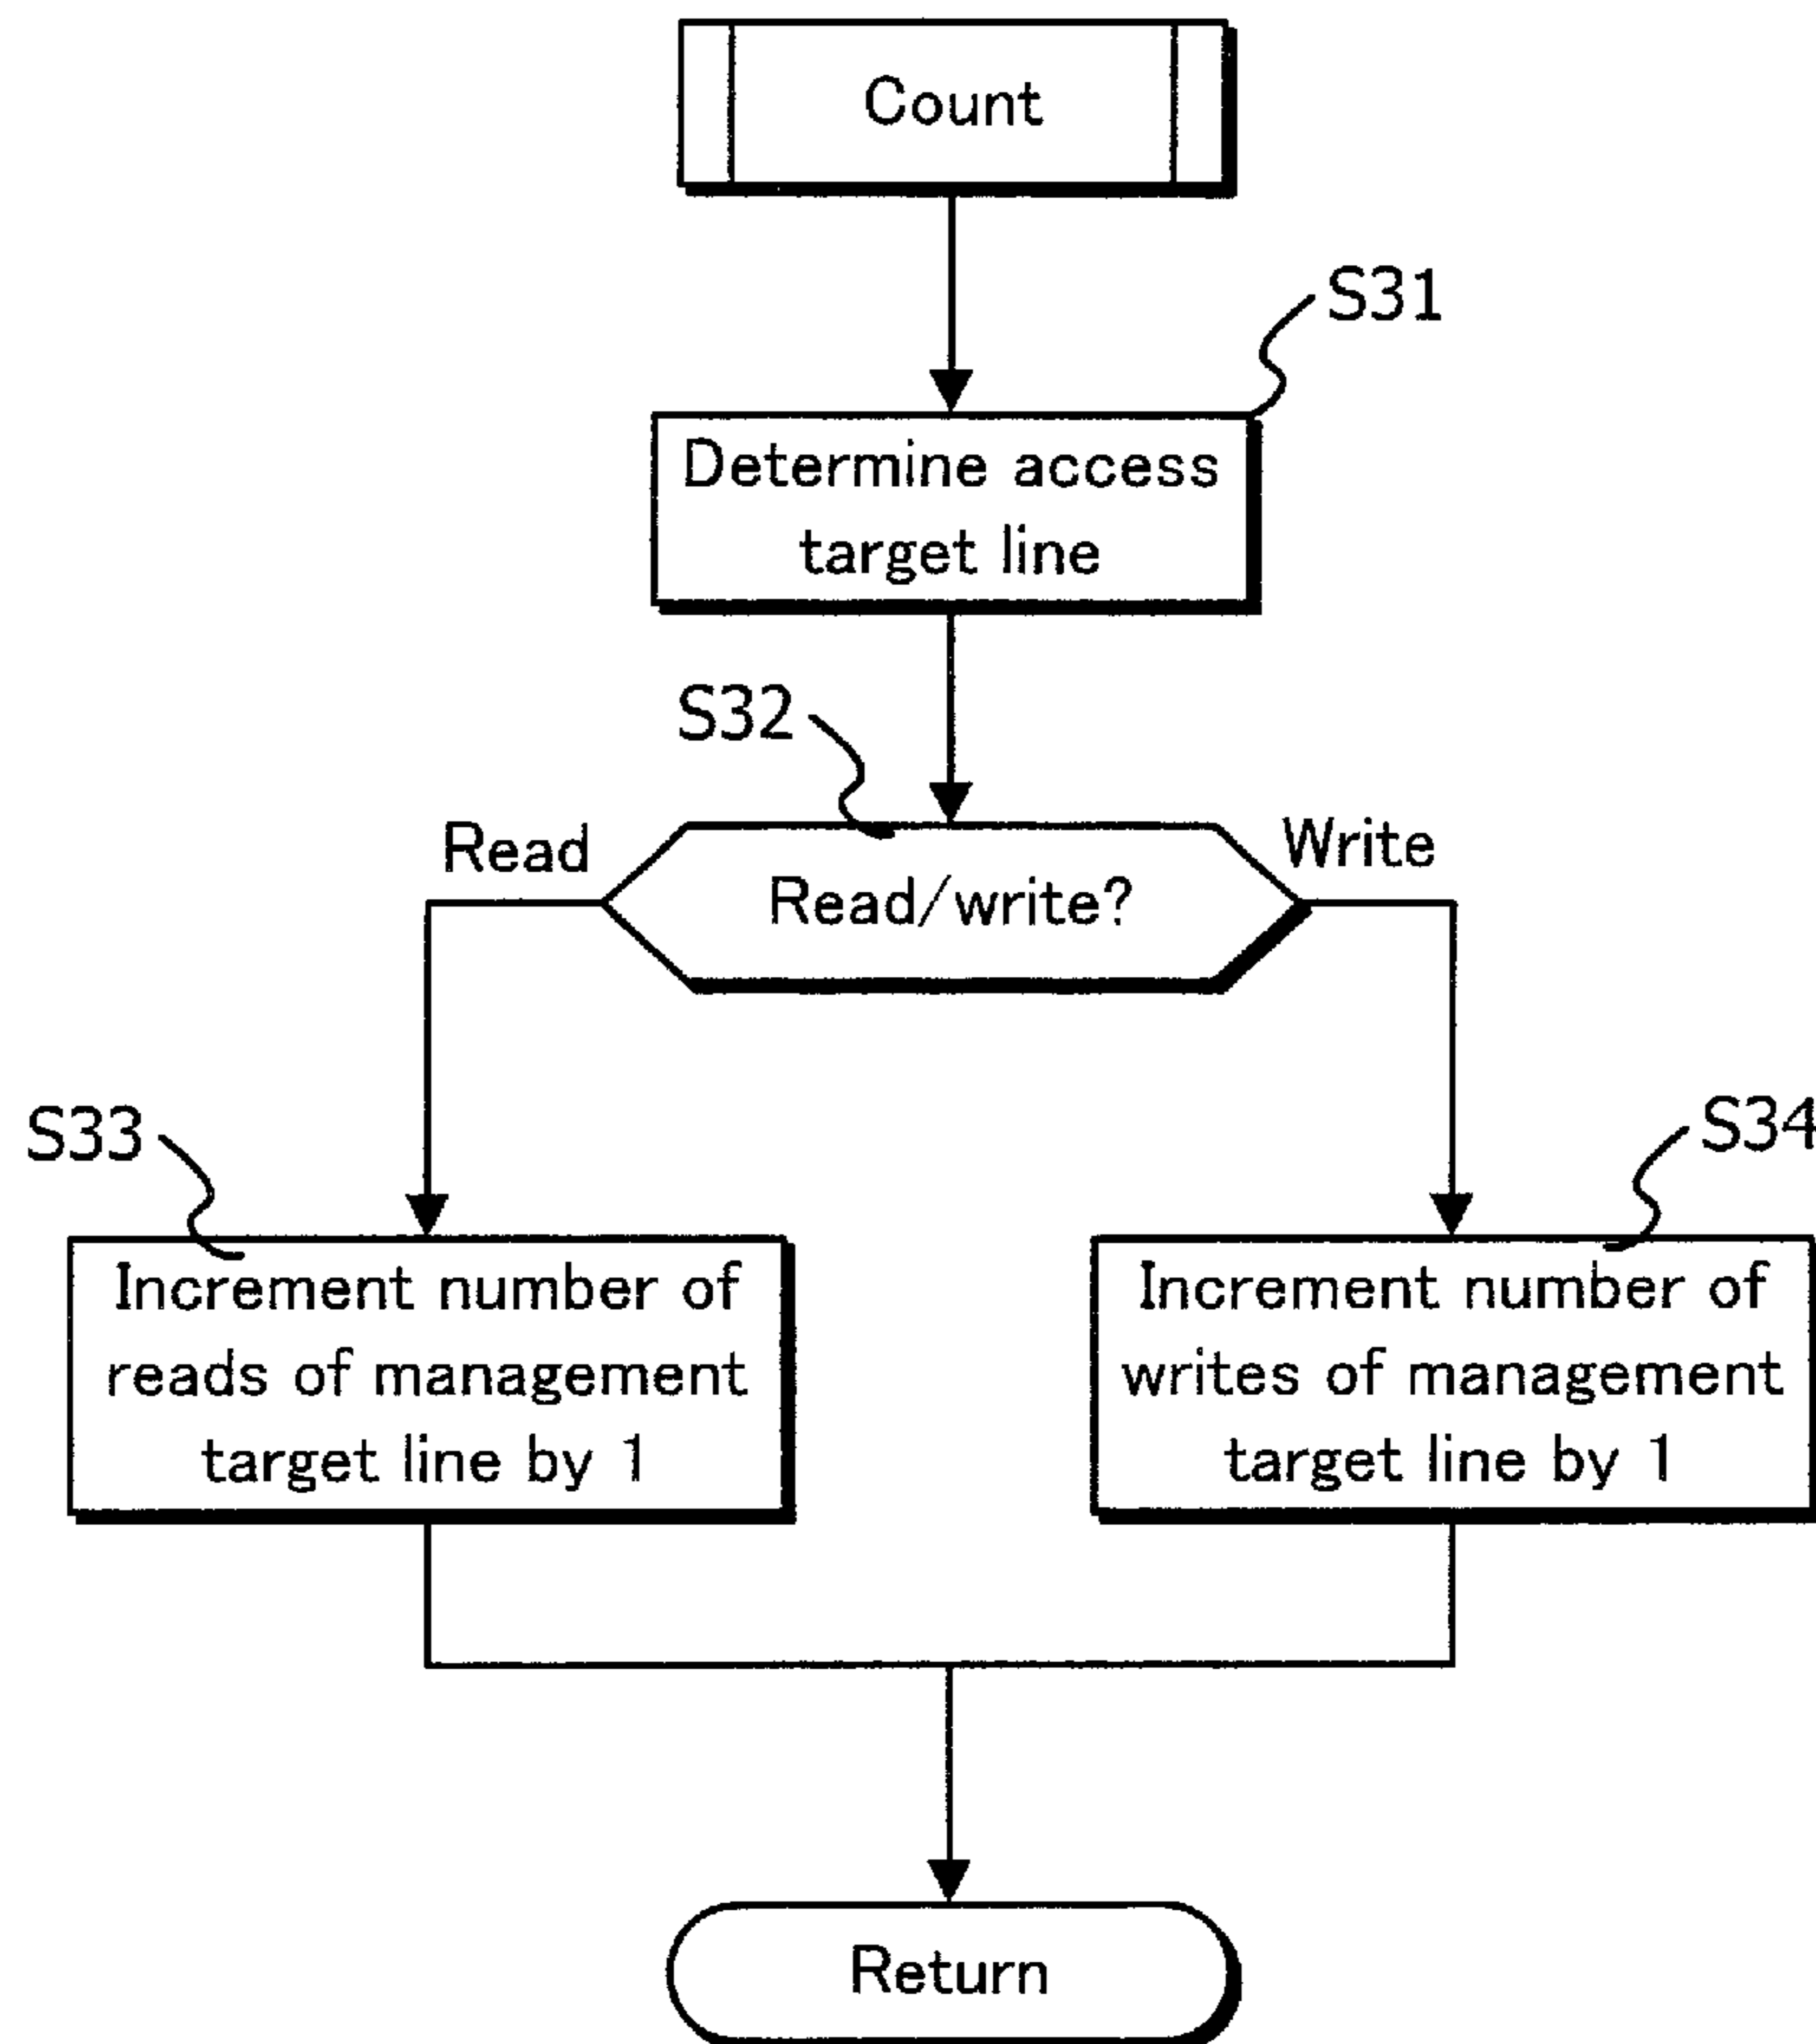 Count
S31
Determine access
target line
S32
Read
Read/write?
Write
S33
S34
Increment number of
reads of management
target line by 1
Increment number of
writes of management
target line by 1
Return